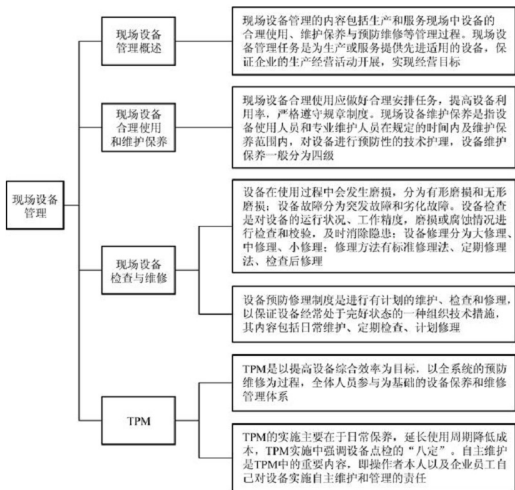 现场设备
管理
现场设备
管理概述
现场设备管理的内容包括生产和服务现场中设备的
合理使用、维护保养与预防维修等管理过程。现场设
备管理任务是为生产或服务提供先进适用的设备，保
证企业的生产经营活动开展，实现经营目标
现场设备
合理使用
和维护保养
现场设备合理使用应做好合理安排任务，提高设备利
用率，严格遵守规章制度。现场设备维护保养是指设
备使用人员和专业维护人员在规定的时间内及维护保
养范围内，对设备进行预防性的技术护理，设备维护
保养一般分为四级
现场设备
检查与维修
设备在使用过程中会发生磨损，分为有形磨损和无形
磨损；设备故障分为突发故障和劣化故障。设备检查
是对设备的运行状况、工作精度，磨损或腐蚀情况进
行检查和校验，及时消除隐患；设备修理分为大修理、
中修理、小修理；修理方法有标准修理法、定期修理
法、检查后修理
设备预防修理制度是进行有计划的维护、检查和修理，
以保证设备经常处于完好状态的一种组织技术措施，
其内容包括日常维护、定期检查、计划修理
TPM
TPM是以提高设备综合效率为目标，以全系统的预防
维修为过程，全体人员参与为基础的设备保养和维修
管理体系
TPM的实施主要在于日常保养，延长使用周期降低成
本，TPM实施中强调设备点检的“八定”。自主维护
是TPM中的重要内容，即操作者本人以及企业员工自
己对设备实施自主维护和管理的责任